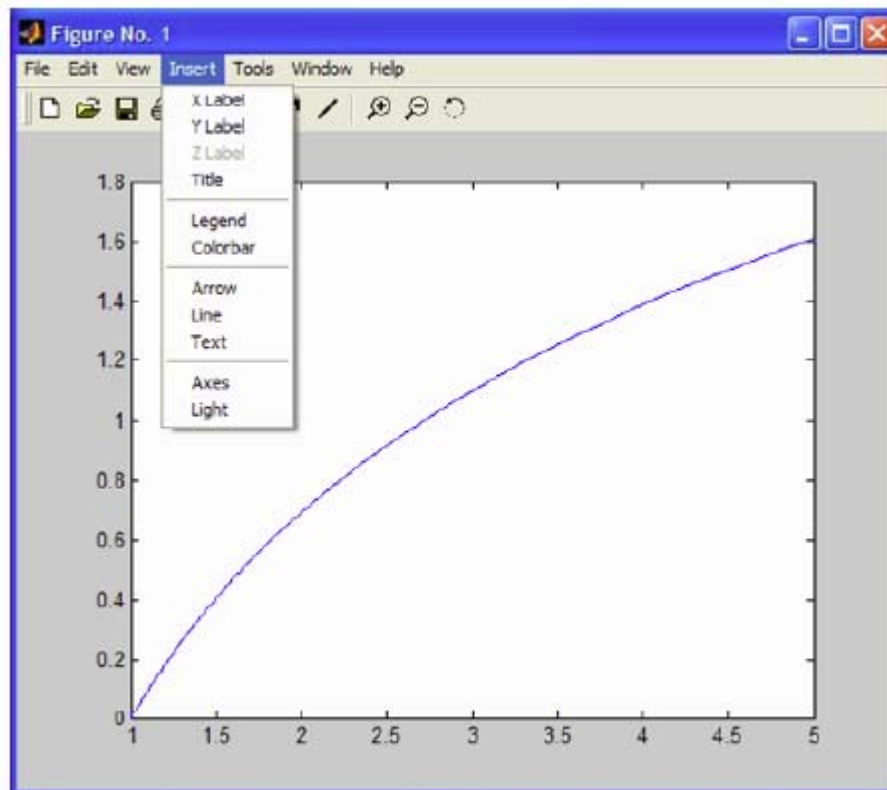 Figure No. 1
File Edit View Insert Tools Window Help
X Label
Y Label
Z Label
Title
Legend
Colorbar
Arrow
Line
Text
Axes
Light
1.8
1.6
1.4
1.2
1
0.8
0.6
0.4
0.2
0
1 1.5 2 2.5 3 3.5 4 4.5 5